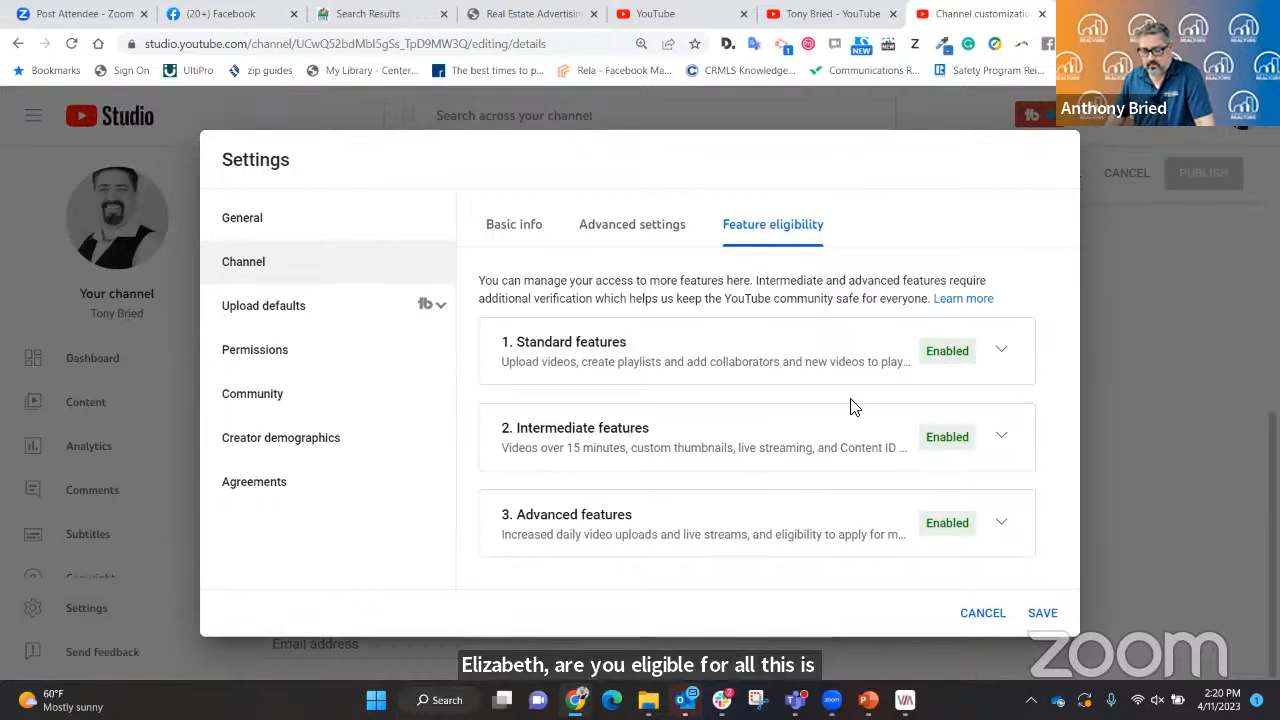 Post Attendee - Zoom
(20+) Facebook
Search Results
Real Estate Advertisin
YouTube
Tony Bried - YouTube
Channel customizatio
studio.youtube.com/channel/
/editing/details
Bookmarks
Sign On
UltiPro
zip guides
My Library
The best times to p...
Rela - Facebook Ma...
CRMLS Knowledge...
Communications R...
Safety Program Rei...
Anthony Bried
Studio
Search across your channel
CANCEL
PUBLISH
Your channel
Tony Bried
Dashboard
Content
Analytics
Comments
Subtitles
Settings
Send feedback
Settings
General
Channel
Upload defaults
Permissions
Community
Creator demographics
Agreements
Basic info
Advanced settings
Feature eligibility
You can manage your access to more features here. Intermediate and advanced features require
additional verification which helps us keep the YouTube community safe for everyone. Learn more
1. Standard features
Upload videos, create playlists and add collaborators and new videos to play...
Enabled
2. Intermediate features
Videos over 15 minutes, custom thumbnails, live streaming, and Content ID ...
Enabled
3. Advanced features
Increased daily video uploads and live streams, and eligibility to apply for m...
Enabled
CANCEL
SAVE
Email address
Elizabeth, are you eligible for all this is
zoom
60°F
Mostly sunny
Search
2:20 PM
4/11/2023